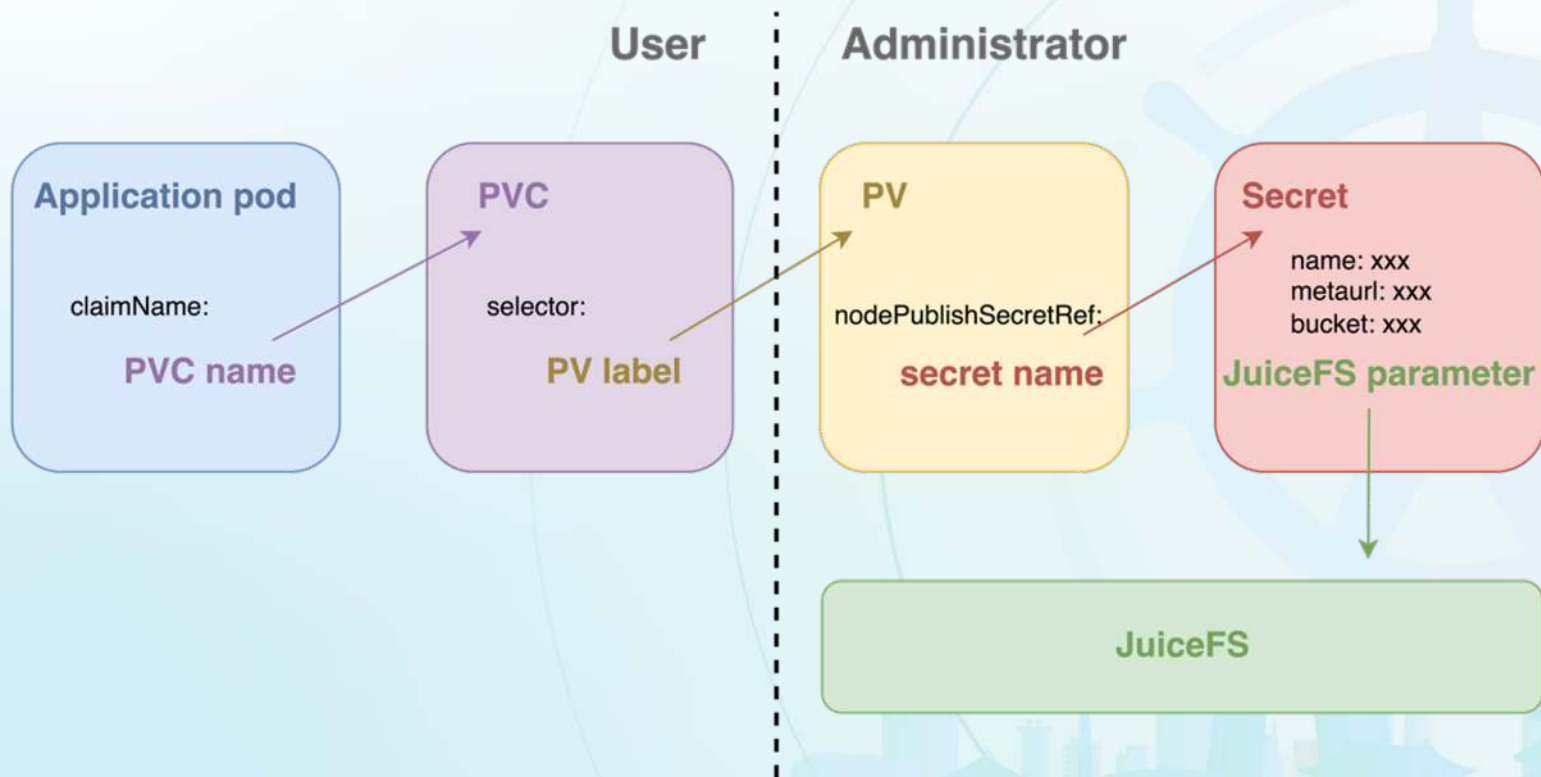 User
Administrator
Application pod
claimName:
PVC name
PVC
selector:
PV label
PV
nodePublishSecretRef:
secret name
Secret
name: xxx
metaurl: xxx
bucket: xxx
JuiceFS parameter
JuiceFS